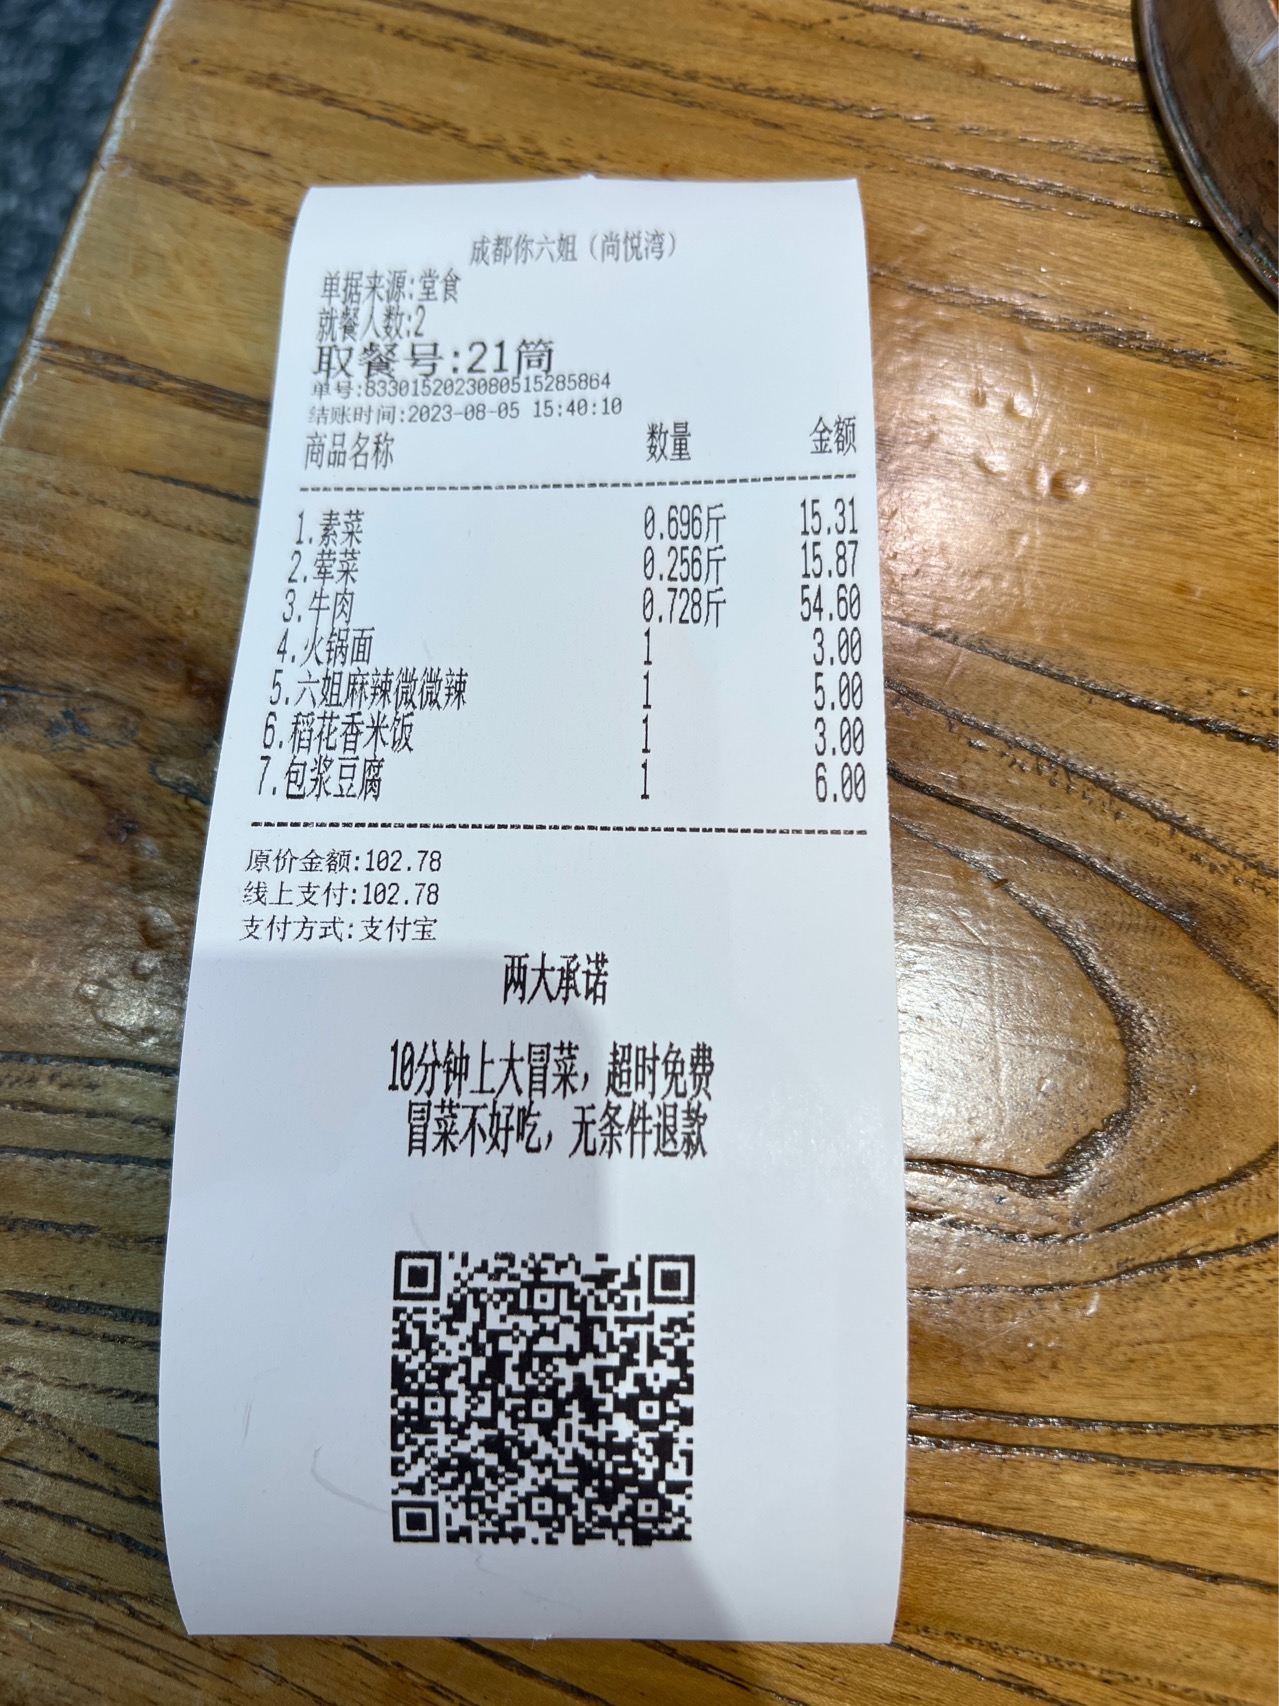 成都你六姐（尚悦湾）
单据来源:堂食
就餐人数:2
取餐号:21筒
单号:8330152023080515285864
结账时间:2023-08-05 15:40:10
商品名称 数量 金额
1.素菜 0.696斤 15.31
2.荤菜 0.256斤 15.87
3.牛肉 0.728斤 54.60
4.火锅面 1 3.00
5.六姐麻辣微微辣 1 5.00
6.稻花香米饭 1 3.00
7.包浆豆腐 1 6.00
原价金额:102.78
线上支付:102.78
支付方式:支付宝
两大承诺
10分钟上大冒菜，超时免费
冒菜不好吃，无条件退款